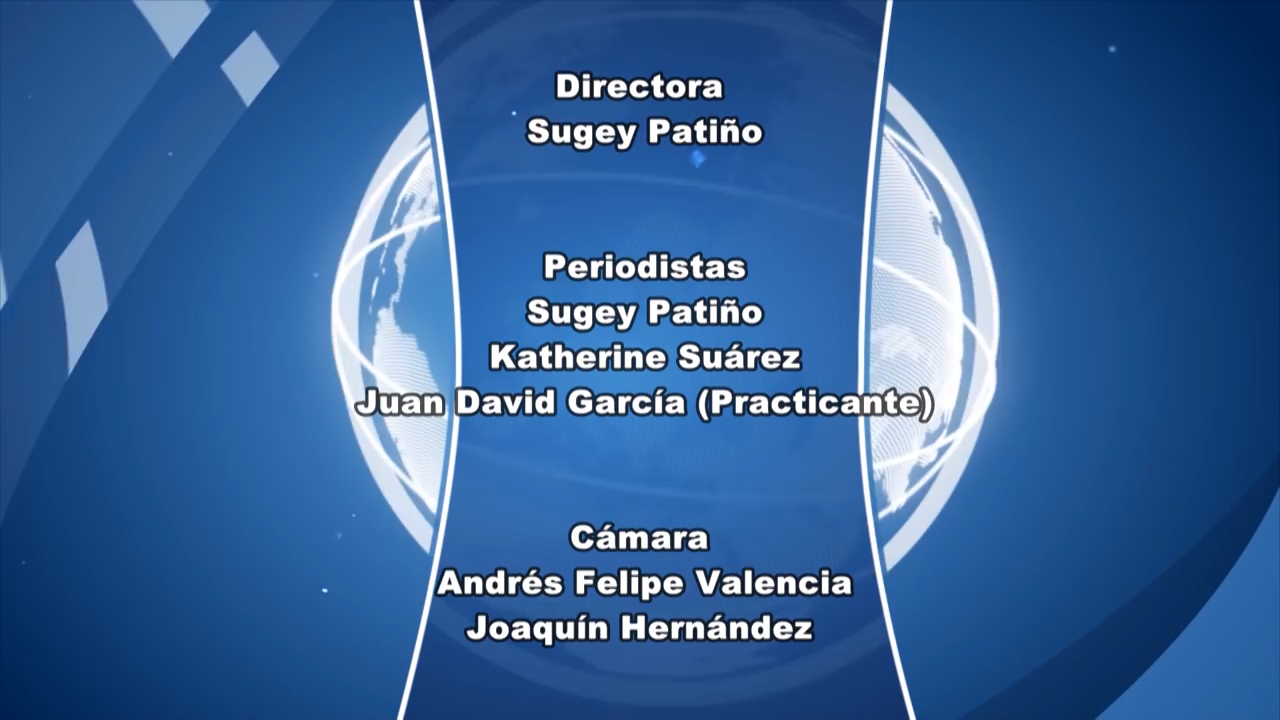 Directora
Sugey Patiño
Periodistas
Sugey Patiño
Katherine Suárez
Juan David García (Practicante)
Cámara
Andrés Felipe Valencia
Joaquín Hernández